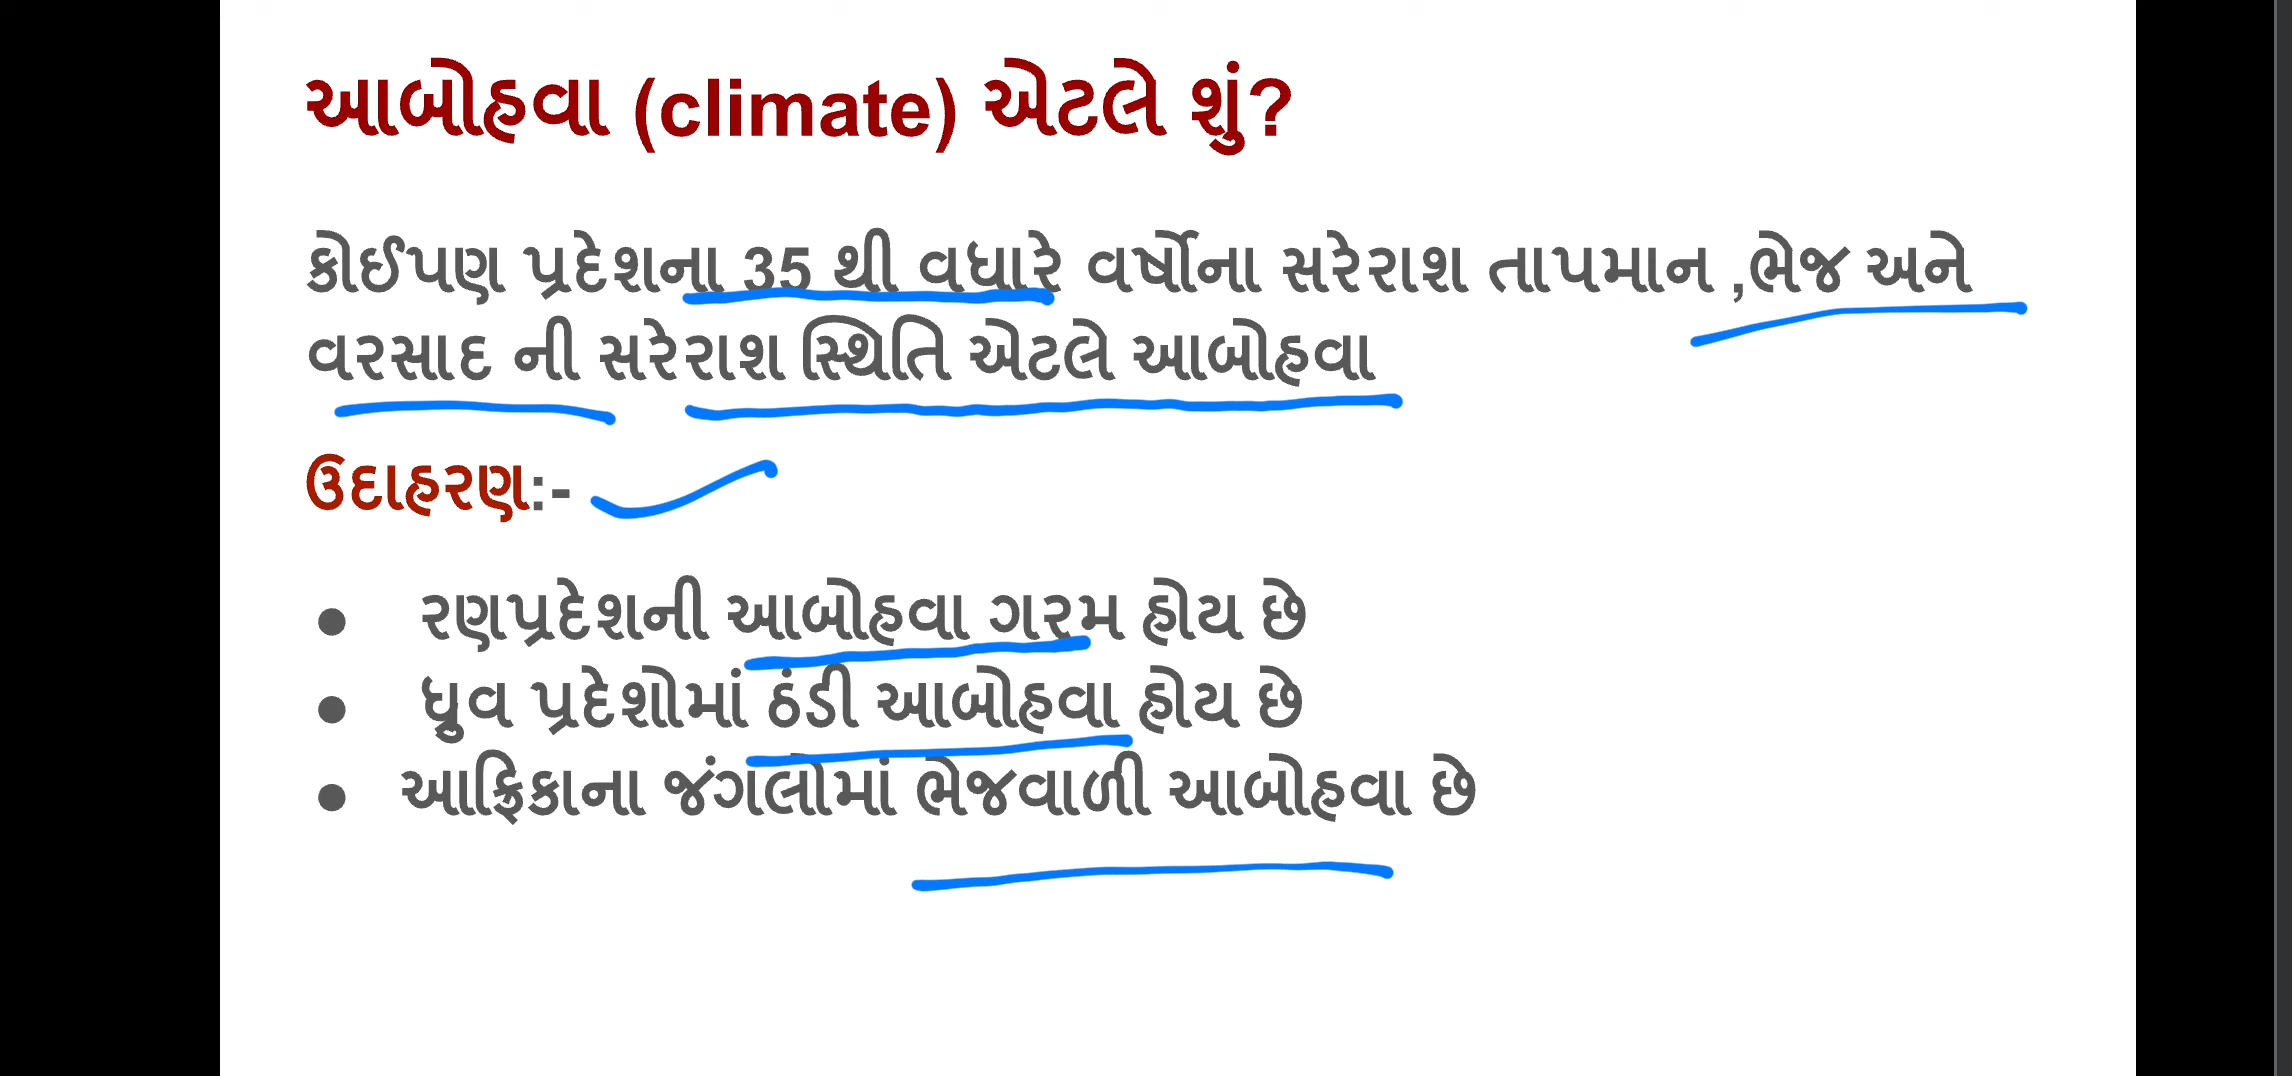 આબોહવા (climate) એટલે શું?
કોઈપણ પ્રદેશના 35 થી વધારે વર્ષોના સરેરાશ તાપમાન ,ભેજ અને
વરસાદ ની સરેરાશ સ્થિતિ એટલે આબોહવા
ઉદાહરણ:-
● રણપ્રદેશની આબોહવા ગરમ હોય છે
● ધ્રુવ પ્રદેશોમાં ઠંડી આબોહવા હોય છે
● આફ્રિકાના જંગલોમાં ભેજવાળી આબોહવા છે